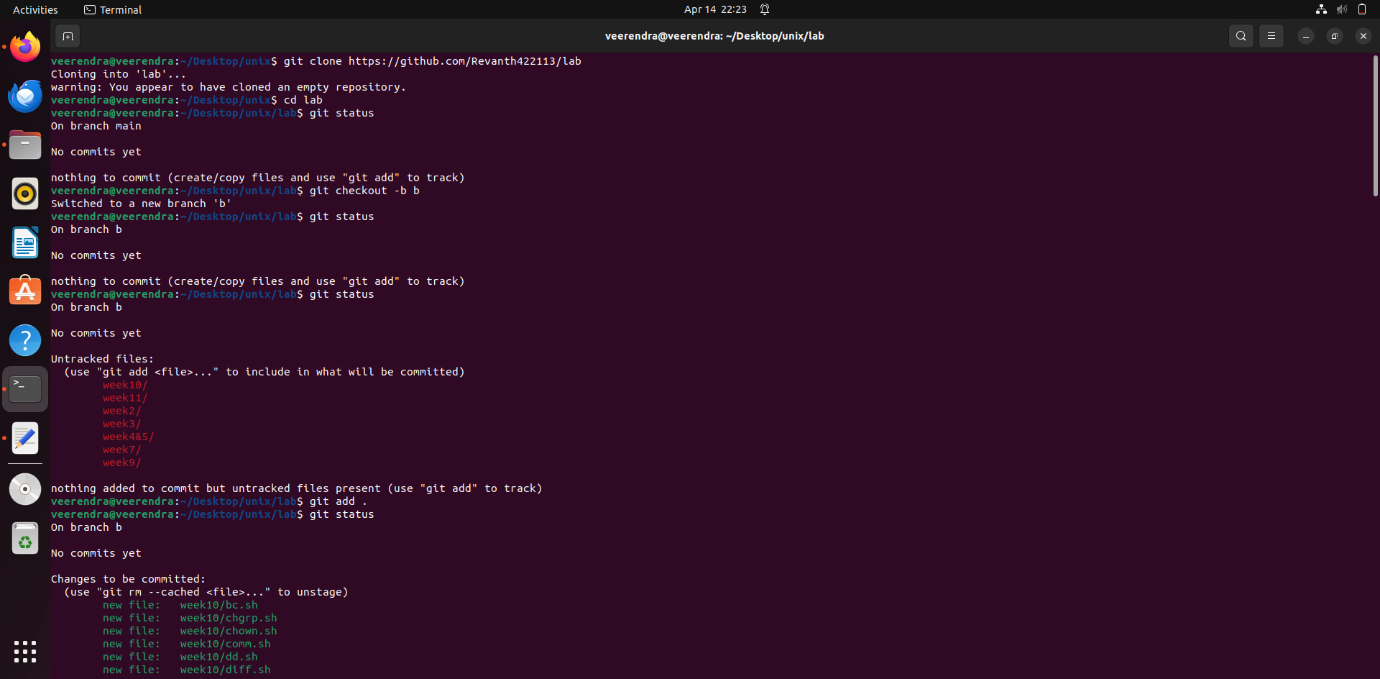 Activities Terminal Apr 14 22:23
veerendra@veerendra: ~/Desktop/unix/lab
veerendra@veerendra:~/Desktop/unix$ git clone https://github.com/Revanth422113/lab
Cloning into 'lab'...
warning: You appear to have cloned an empty repository.
veerendra@veerendra:~/Desktop/unix$ cd lab
veerendra@veerendra:~/Desktop/unix/lab$ git status
On branch main
No commits yet
nothing to commit (create/copy files and use "git add" to track)
veerendra@veerendra:~/Desktop/unix/lab$ git checkout -b b
Switched to a new branch 'b'
veerendra@veerendra:~/Desktop/unix/lab$ git status
On branch b
No commits yet
nothing to commit (create/copy files and use "git add" to track)
veerendra@veerendra:~/Desktop/unix/lab$ git status
On branch b
No commits yet
Untracked files:
(use "git add <file>..." to include in what will be committed)
week10/
week11/
week2/
week3/
week4&5/
week7/
week9/
nothing added to commit but untracked files present (use "git add" to track)
veerendra@veerendra:~/Desktop/unix/lab$ git add .
veerendra@veerendra:~/Desktop/unix/lab$ git status
On branch b
No commits yet
Changes to be committed:
(use "git rm --cached <file>..." to unstage)
new file:   week10/bc.sh
new file:   week10/chgrp.sh
new file:   week10/chown.sh
new file:   week10/comm.sh
new file:   week10/dd.sh
new file:   week10/diff.sh